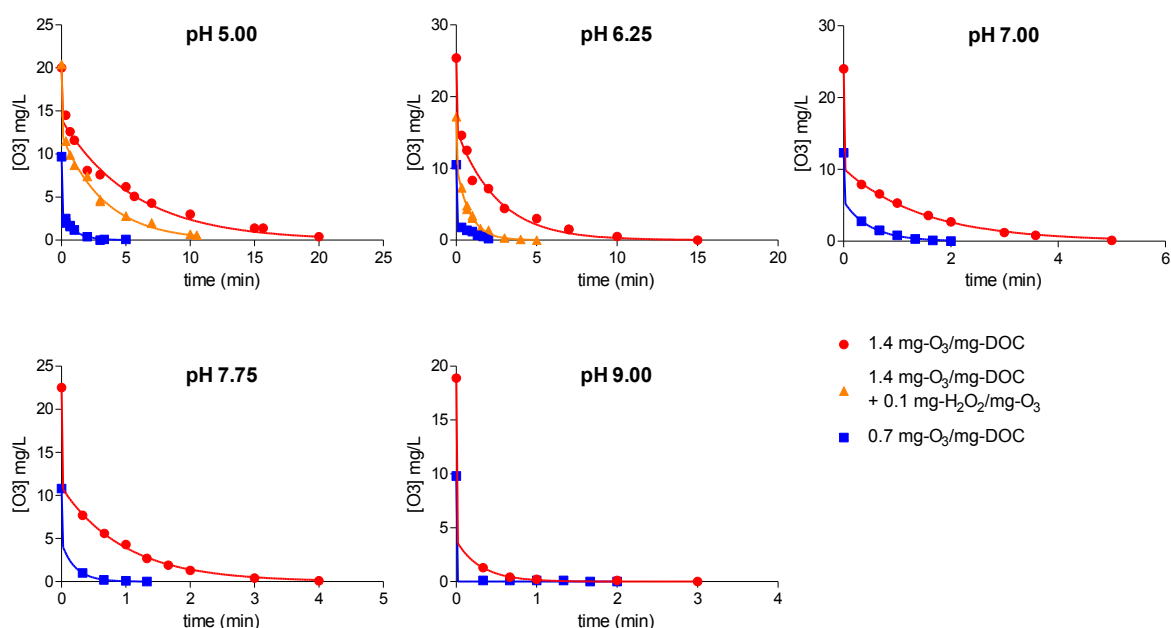 pH 5.00
25
20
15
10
5
0
[O3] mg/L
0 5 10 15 20 25
time (min)
pH 6.25
30
20
10
0
[O3] mg/L
0 5 10 15 20
time (min)
pH 7.00
30
20
10
0
[O3] mg/L
0 2 4 6
time (min)
pH 7.75
25
20
15
10
5
0
[O3] mg/L
0 1 2 3 4 5
time (min)
pH 9.00
20
15
10
5
0
[O3] mg/L
0 1 2 3 4
time (min)
1.4 mg-O₃/mg-DOC
1.4 mg-O₃/mg-DOC
+ 0.1 mg-H₂O₂/mg-O₃
0.7 mg-O₃/mg-DOC